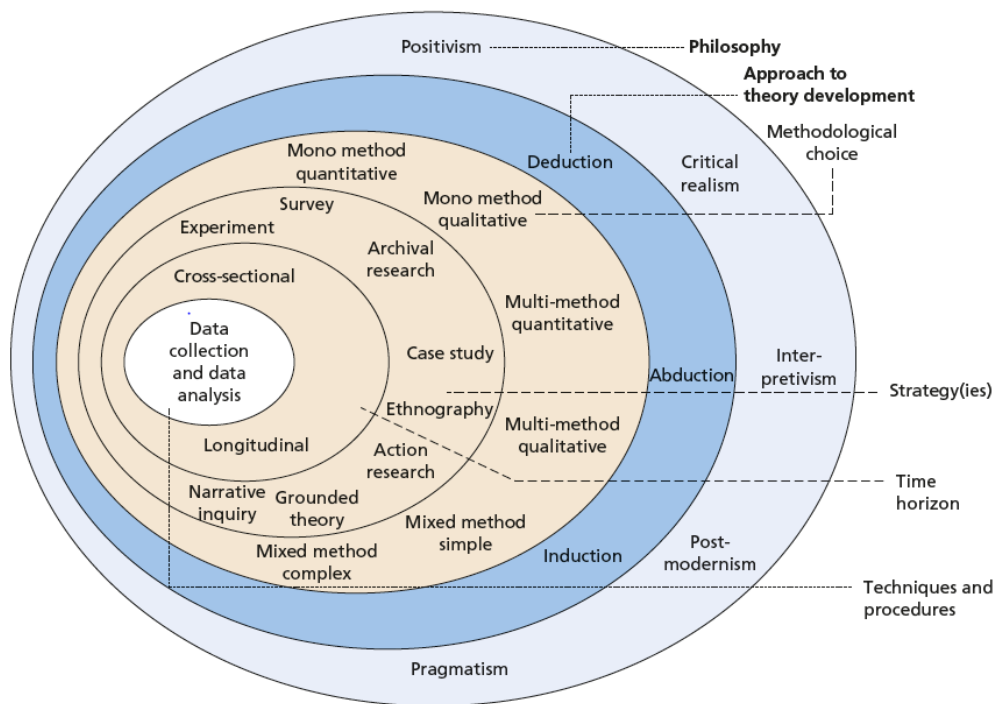 Positivism
Philosophy
Approach to
theory development
Methodological
choice
Mono method
quantitative
Deduction
Critical
realism
Survey
Mono method
qualitative
Experiment
Archival
research
Cross-sectional
Multi-method
quantitative
Data
collection
and data
analysis
Case study
Inter-
pretivism
Abduction
Strategy(ies)
Ethnography
Multi-method
qualitative
Longitudinal
Action
research
Time
horizon
Narrative
inquiry
Grounded
theory
Mixed method
simple
Mixed method
complex
Induction
Post-
modernism
Techniques and
procedures
Pragmatism